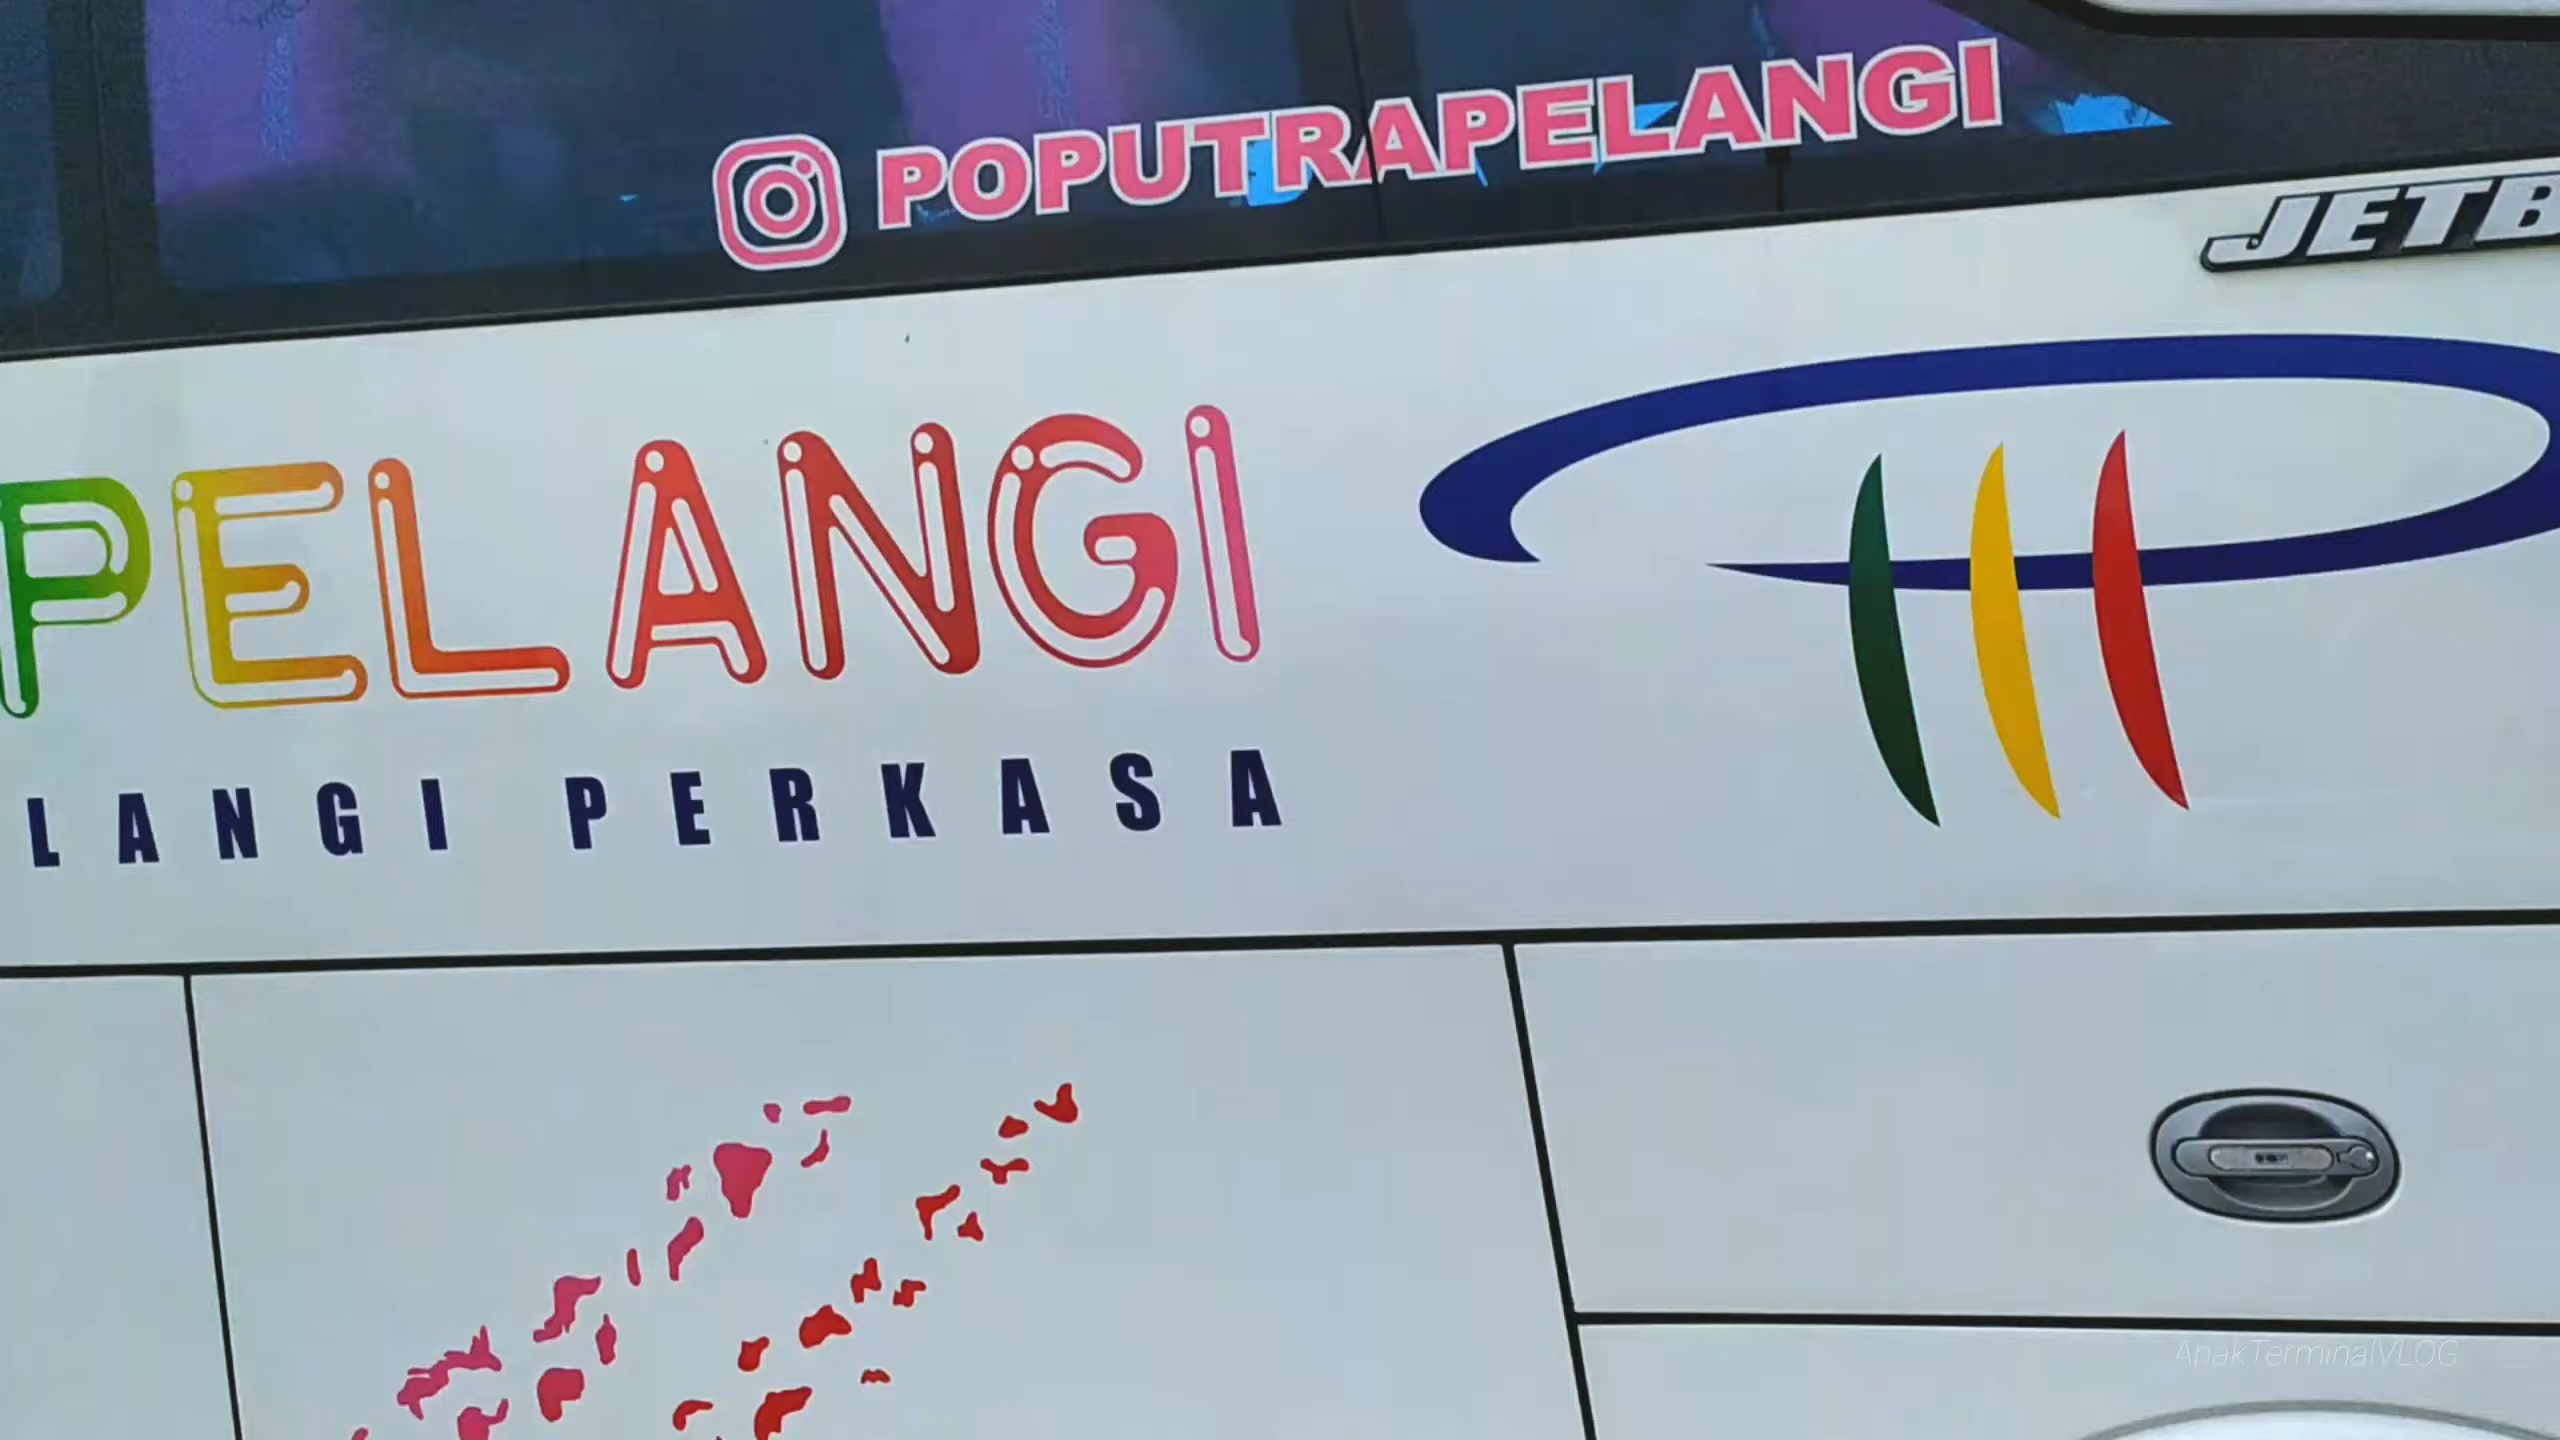 POPUTRAPELANGI
JETB
PELANGI
LANGI PERKASA
AnakTerminalVLOG